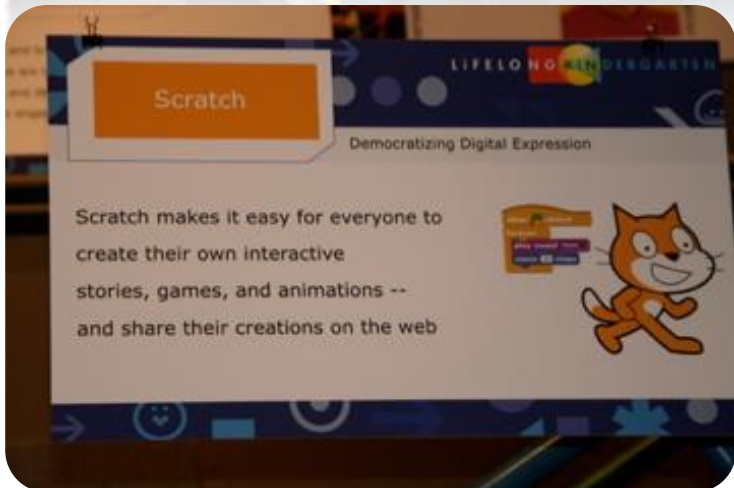 LIFELONG KINDERGARTEN
Scratch
Democratizing Digital Expression
Scratch makes it easy for everyone to
create their own interactive
stories, games, and animations --
and share their creations on the web